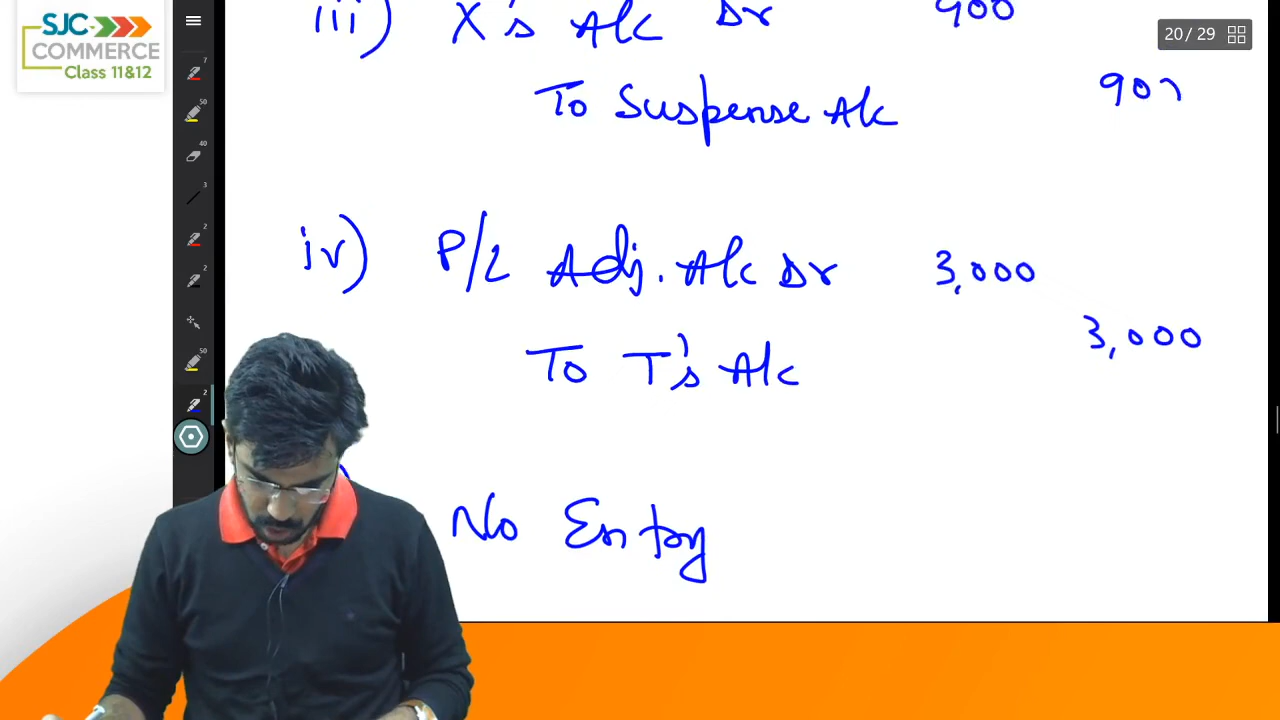 SJC
COMMERCE
Class 11&12
20 / 29
iii) X's A/c Dr 900
To Suspense A/c 900
iv) P/L Adj. A/c Dr 3,000
To T's A/c 3,000
No Entry